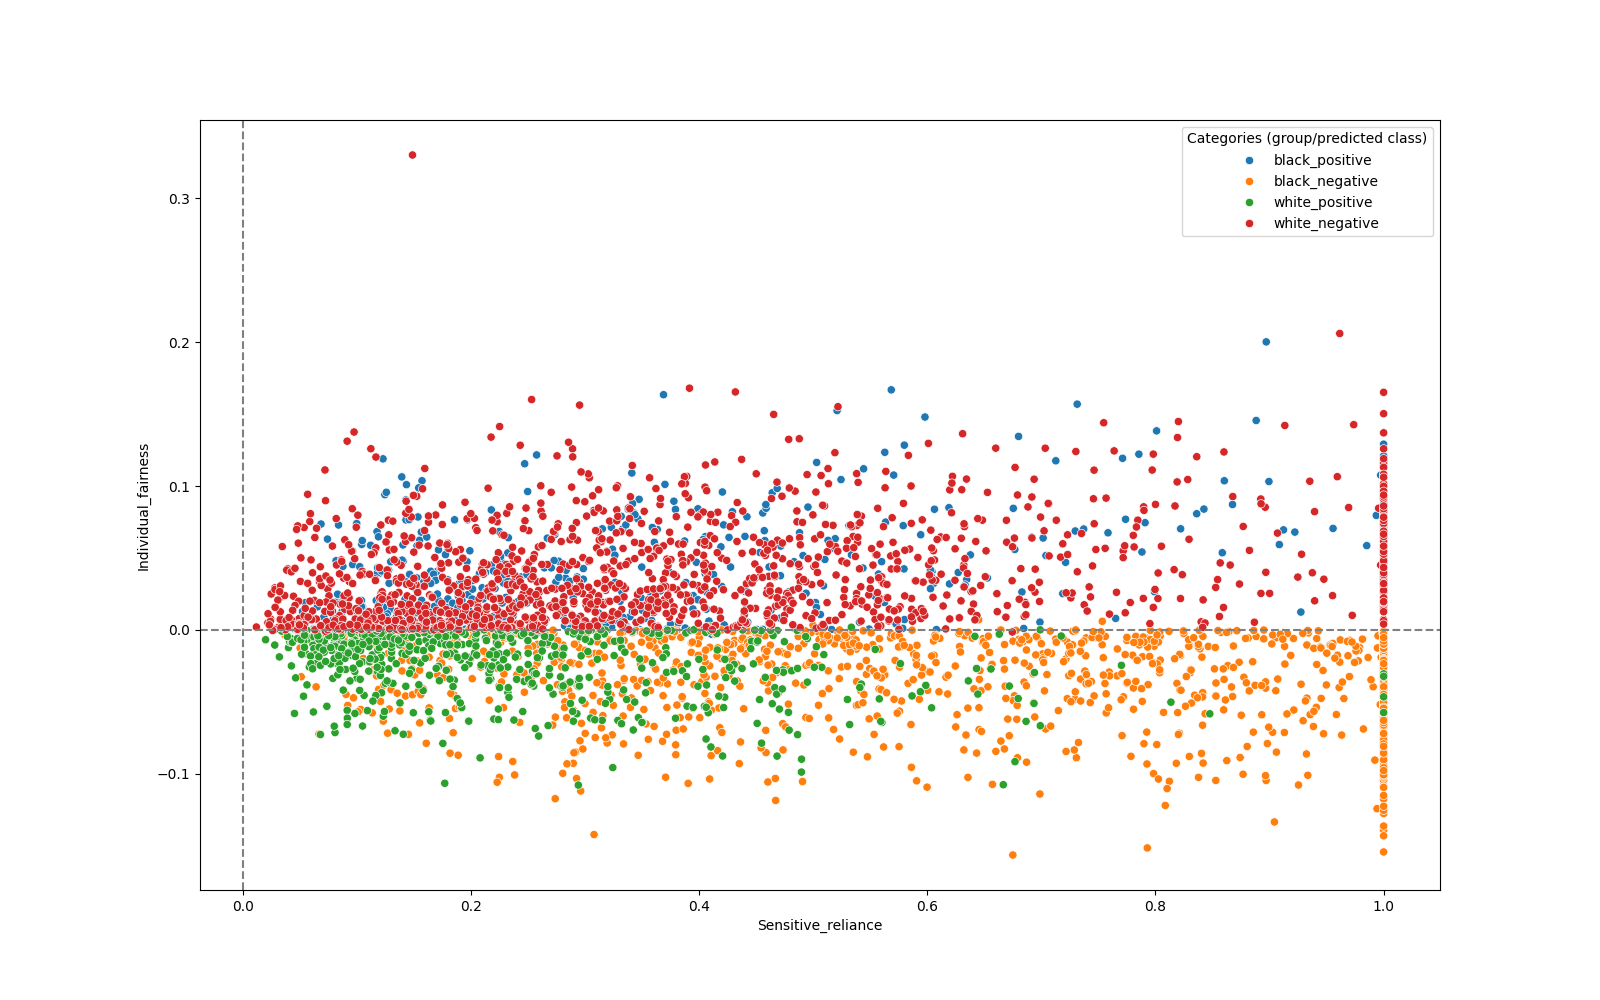 Categories (group/predicted class)
black_positive
black_negative
white_positive
white_negative
Individual_fairness
0.3
0.2
0.1
0.0
−0.1
0.0 0.2 0.4 0.6 0.8 1.0
Sensitive_reliance